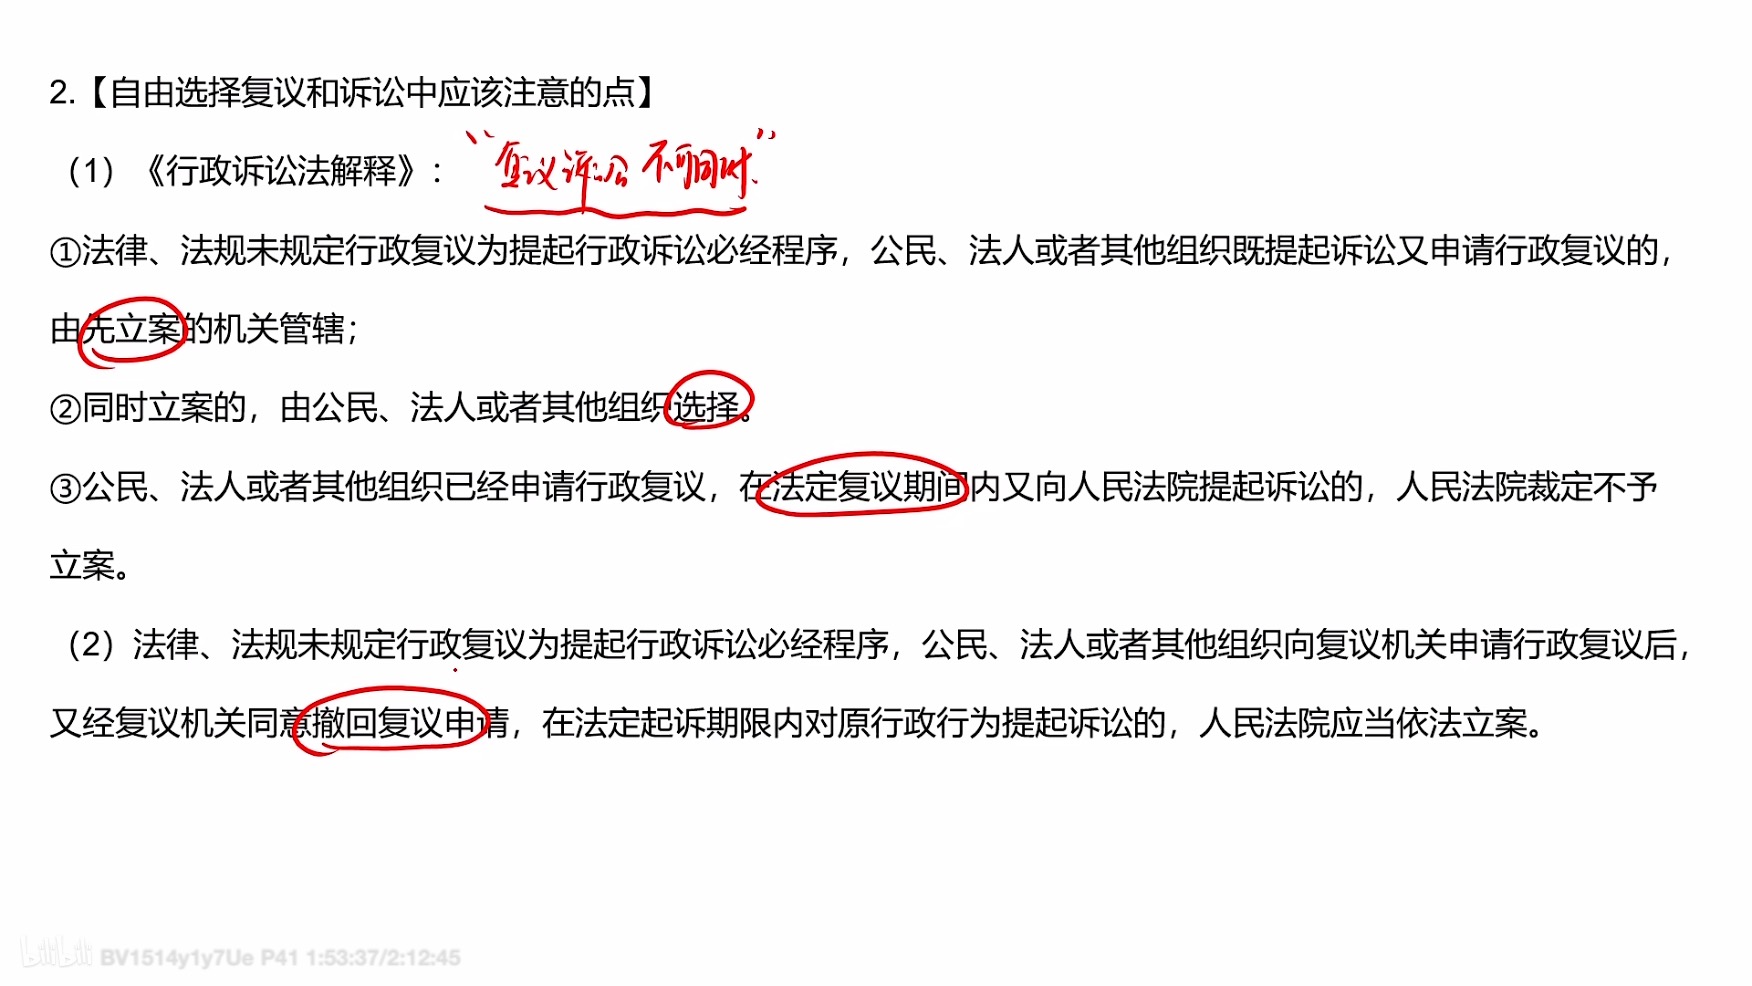 2.【自由选择复议和诉讼中应该注意的点】
（1）《行政诉讼法解释》：“复议诉讼 不可同时”
①法律、法规未规定行政复议为提起行政诉讼必经程序，公民、法人或者其他组织既提起诉讼又申请行政复议的，
由先立案的机关管辖；
②同时立案的，由公民、法人或者其他组织选择。
③公民、法人或者其他组织已经申请行政复议，在法定复议期间内又向人民法院提起诉讼的，人民法院裁定不予
立案。
（2）法律、法规未规定行政复议为提起行政诉讼必经程序，公民、法人或者其他组织向复议机关申请行政复议后，
又经复议机关同意撤回复议申请，在法定起诉期限内对原行政行为提起诉讼的，人民法院应当依法立案。
bilibili BV1514y1y7Ue P41 1:53:37/2:12:45